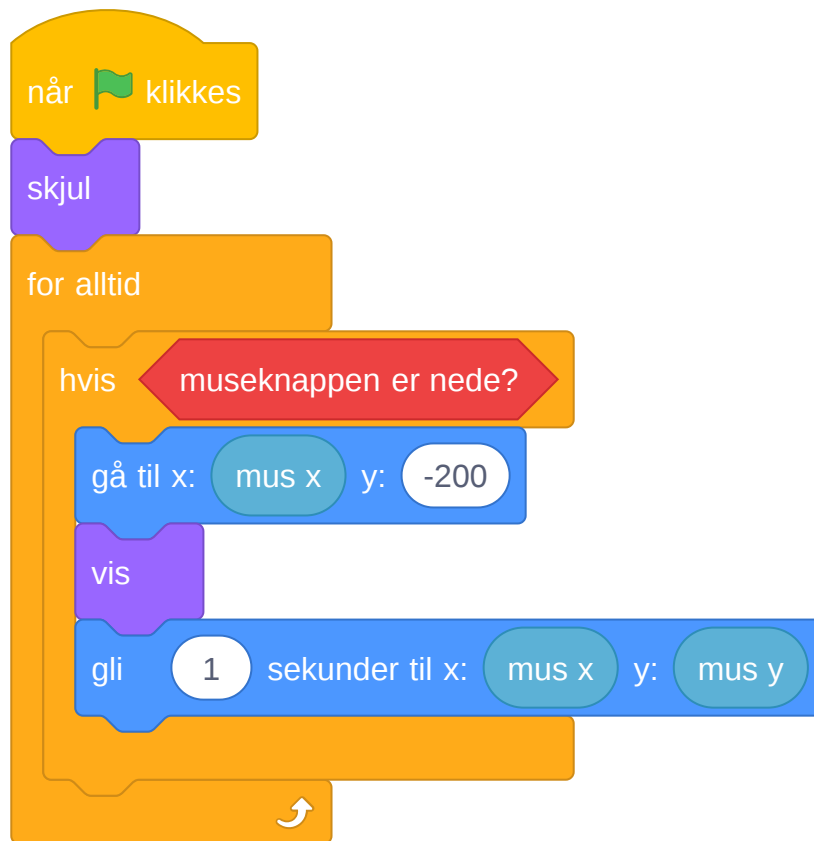 når klikkes
skjul
for alltid
hvis museknappen er nede?
gå til x: mus x y: -200
vis
gli 1 sekunder til x: mus x y: mus y